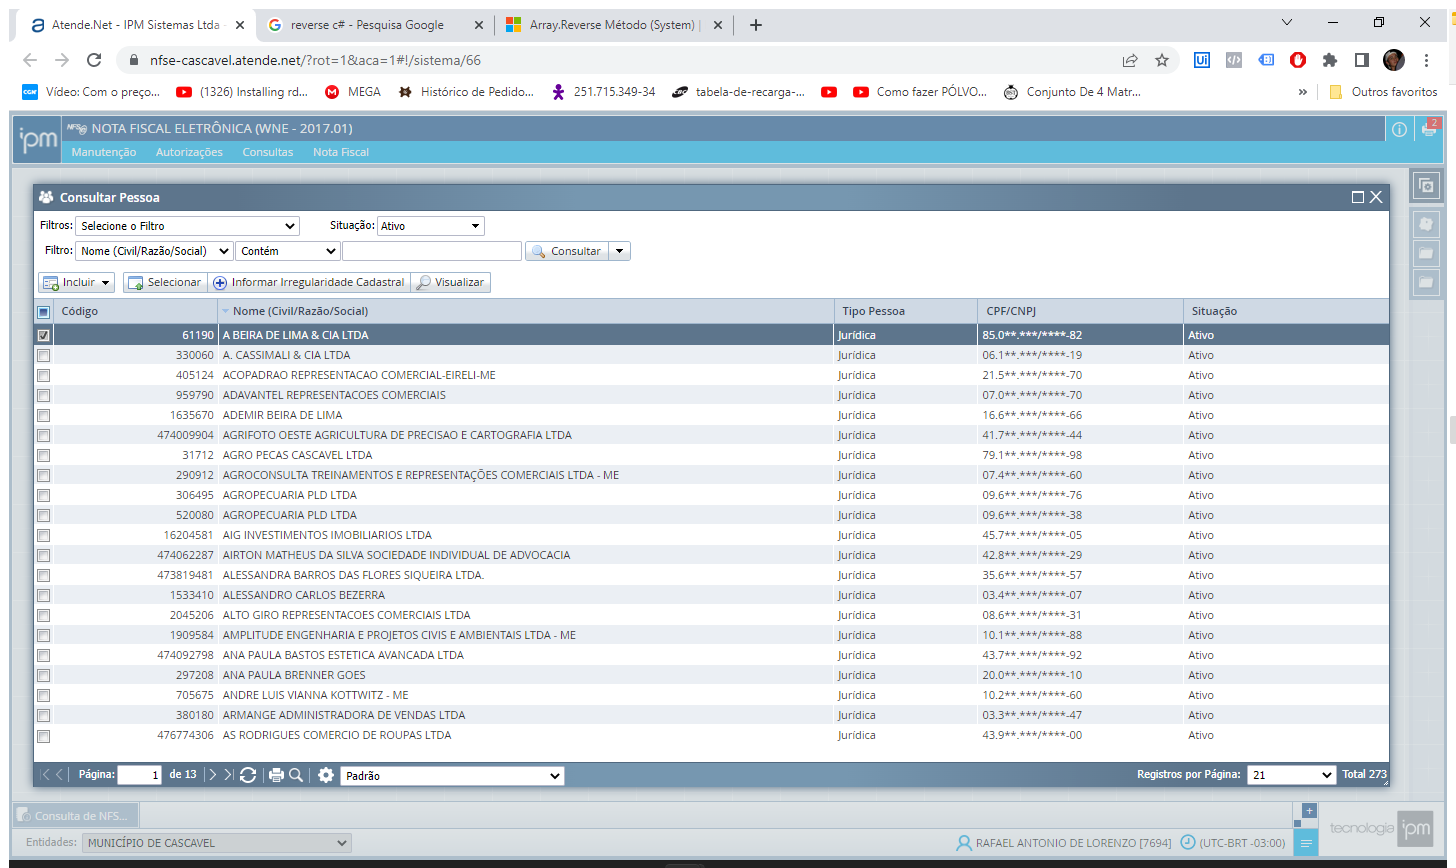 Atende.Net - IPM Sistemas Ltda
reverse c# - Pesquisa Google
Array.Reverse Método (System) |
nfse-cascavel.atende.net/?rot=1&aca=1#!/sistema/66
Vídeo: Com o preço...
(1326) Installing rd...
MEGA
Histórico de Pedido...
251.715.349-34
tabela-de-recarga-...
Como fazer PÓLVO...
Conjunto De 4 Matr...
»
Outros favoritos
ipm
NFSe NOTA FISCAL ELETRÔNICA (WNE - 2017.01)
2
Manutenção Autorizações Consultas Nota Fiscal
Consultar Pessoa
Filtros: Selecione o Filtro Situação: Ativo
Filtro: Nome (Civil/Razão/Social) Contém Consultar
Incluir Selecionar Informar Irregularidade Cadastral Visualizar
Código Nome (Civil/Razão/Social) Tipo Pessoa CPF/CNPJ Situação
61190 A BEIRA DE LIMA & CIA LTDA Jurídica 85.0**.***/****-82 Ativo
330060 A. CASSIMALI & CIA LTDA Jurídica 06.1**.***/****-19 Ativo
405124 ACOPADRAO REPRESENTACAO COMERCIAL-EIRELI-ME Jurídica 21.5**.***/****-70 Ativo
959790 ADAVANTEL REPRESENTACOES COMERCIAIS Jurídica 07.0**.***/****-70 Ativo
1635670 ADEMIR BEIRA DE LIMA Jurídica 16.6**.***/****-66 Ativo
474009904 AGRIFOTO OESTE AGRICULTURA DE PRECISAO E CARTOGRAFIA LTDA Jurídica 41.7**.***/****-44 Ativo
31712 AGRO PECAS CASCAVEL LTDA Jurídica 79.1**.***/****-98 Ativo
290912 AGROCONSULTA TREINAMENTOS E REPRESENTAÇÕES COMERCIAIS LTDA - ME Jurídica 07.4**.***/****-60 Ativo
306495 AGROPECUARIA PLD LTDA Jurídica 09.6**.***/****-76 Ativo
520080 AGROPECUARIA PLD LTDA Jurídica 09.6**.***/****-38 Ativo
16204581 AIG INVESTIMENTOS IMOBILIARIOS LTDA Jurídica 45.7**.***/****-05 Ativo
474062287 AIRTON MATHEUS DA SILVA SOCIEDADE INDIVIDUAL DE ADVOCACIA Jurídica 42.8**.***/****-29 Ativo
473819481 ALESSANDRA BARROS DAS FLORES SIQUEIRA LTDA. Jurídica 35.6**.***/****-57 Ativo
1533410 ALESSANDRO CARLOS BEZERRA Jurídica 03.4**.***/****-07 Ativo
2045206 ALTO GIRO REPRESENTACOES COMERCIAIS LTDA Jurídica 08.6**.***/****-31 Ativo
1909584 AMPLITUDE ENGENHARIA E PROJETOS CIVIS E AMBIENTAIS LTDA - ME Jurídica 10.1**.***/****-88 Ativo
474092798 ANA PAULA BASTOS ESTETICA AVANCADA LTDA Jurídica 43.7**.***/****-92 Ativo
297208 ANA PAULA BRENNER GOES Jurídica 20.0**.***/****-10 Ativo
705675 ANDRE LUIS VIANNA KOTTWITZ - ME Jurídica 10.2**.***/****-60 Ativo
380180 ARMANGE ADMINISTRADORA DE VENDAS LTDA Jurídica 03.3**.***/****-47 Ativo
476774306 AS RODRIGUES COMERCIO DE ROUPAS LTDA Jurídica 43.9**.***/****-00 Ativo
Página: 1 de 13 Padrão Registros por Página: 21 Total 273
Consulta de NFS...
Entidades: MUNICÍPIO DE CASCAVEL RAFAEL ANTONIO DE LORENZO [7694] (UTC-BRT -03:00) tecnologia ipm